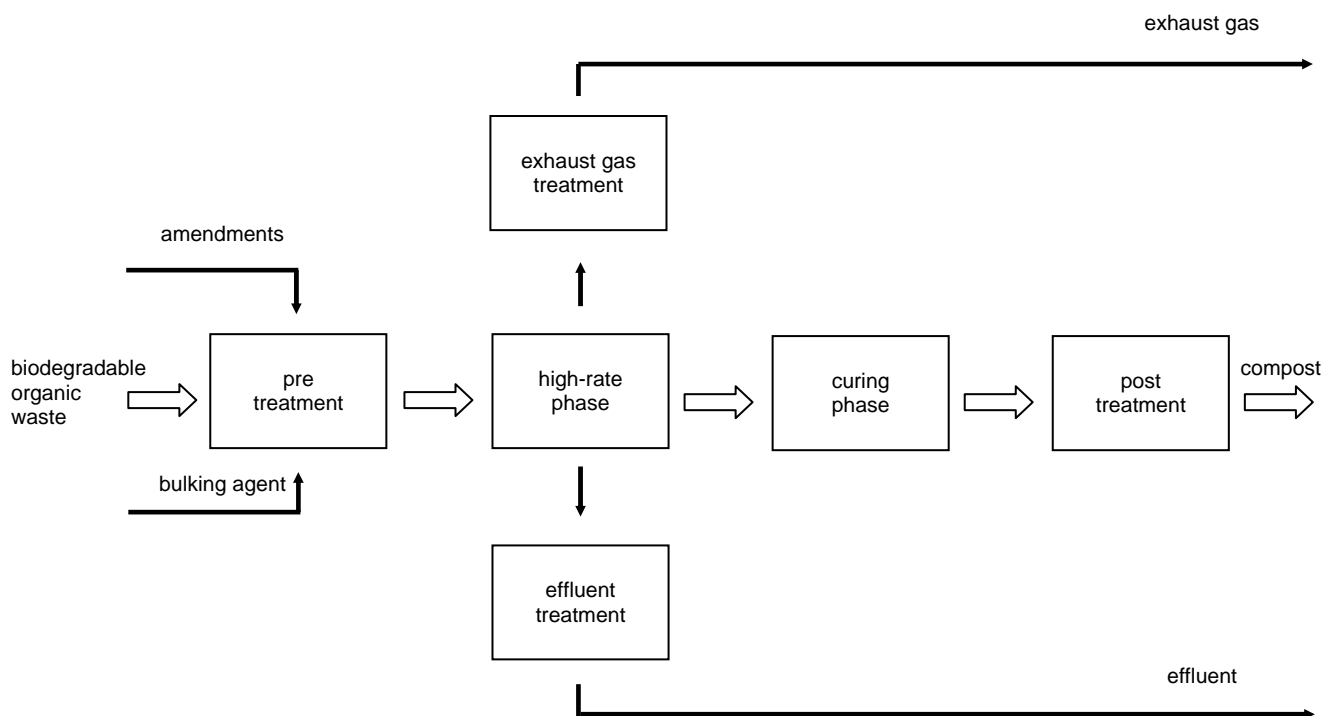 exhaust gas
exhaust gas
treatment
amendments
biodegradable
organic
waste
pre
treatment
high-rate
phase
curing
phase
post
treatment
compost
bulking agent
effluent
treatment
effluent